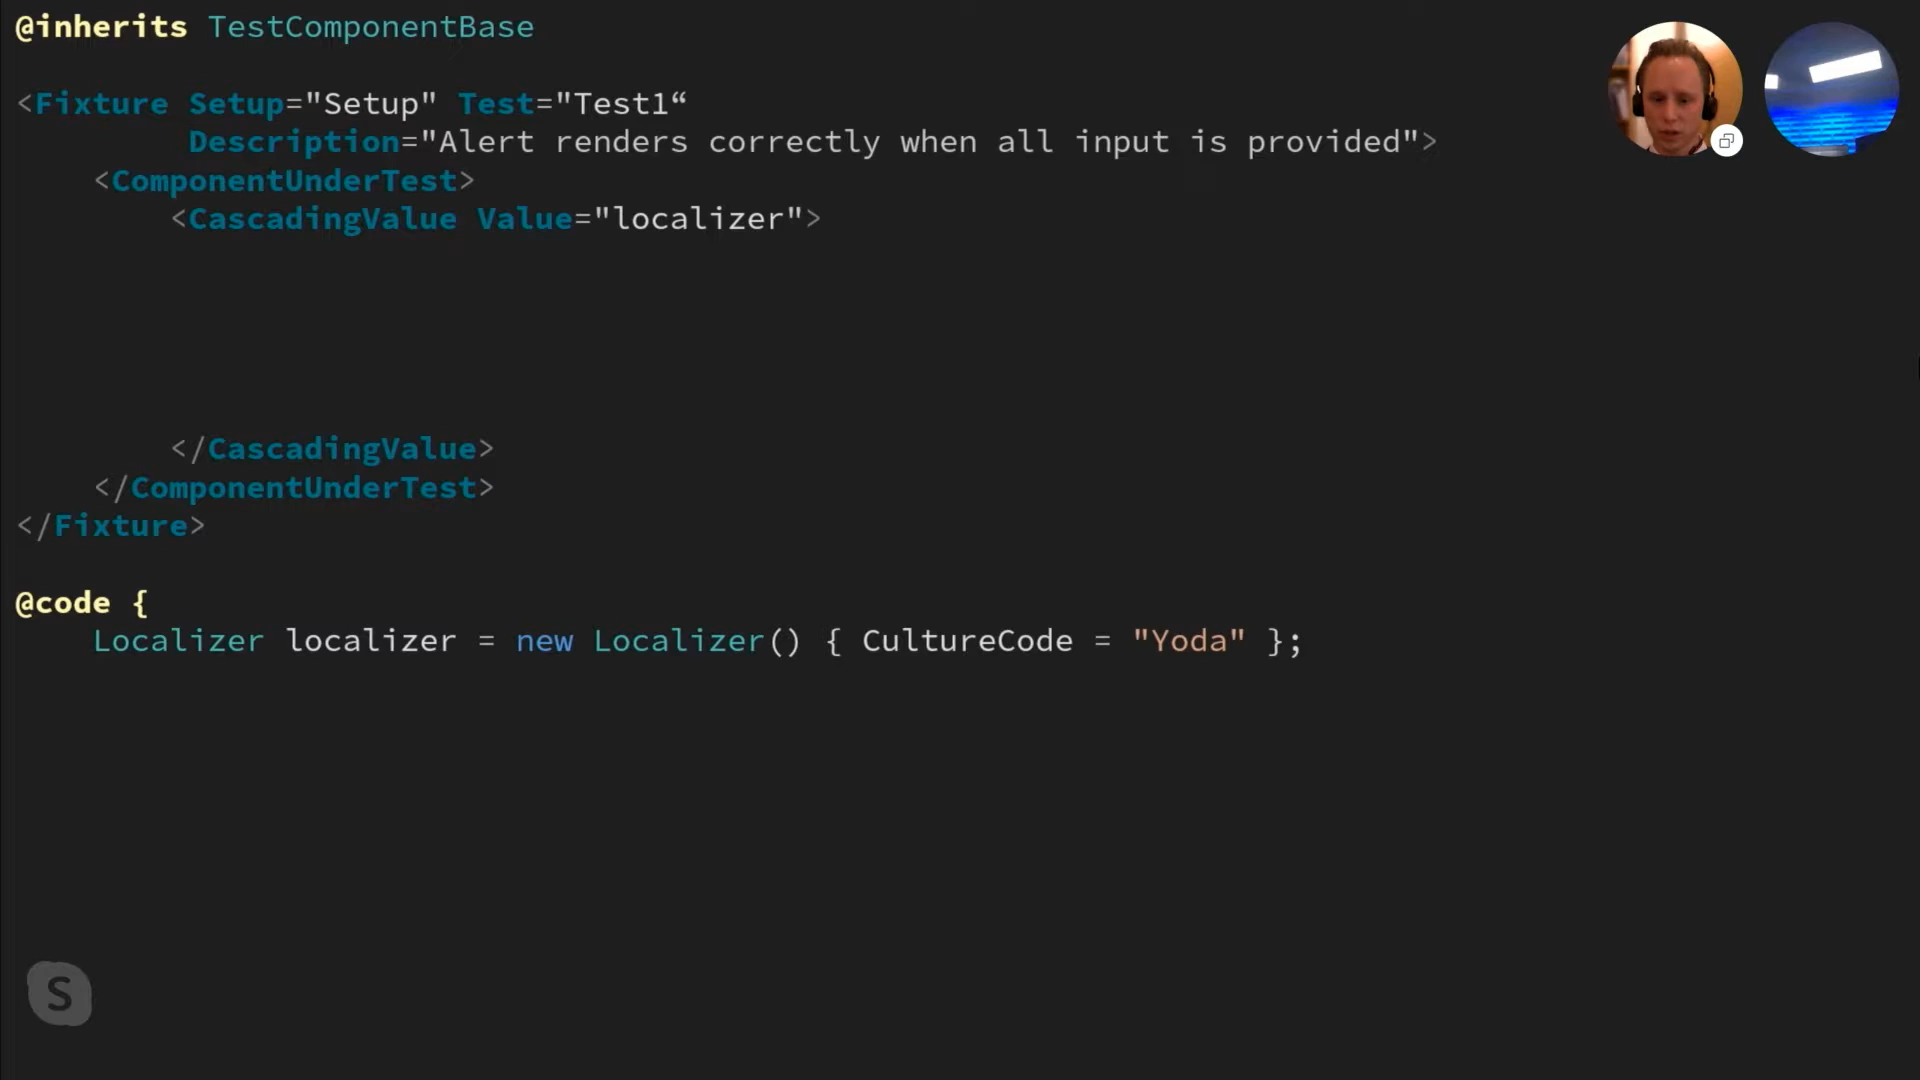 @inherits TestComponentBase
<Fixture Setup="Setup" Test="Test1“
Description="Alert renders correctly when all input is provided">
<ComponentUnderTest>
<CascadingValue Value="localizer">
</CascadingValue>
</ComponentUnderTest>
</Fixture>
@code {
Localizer localizer = new Localizer() { CultureCode = "Yoda" };
S